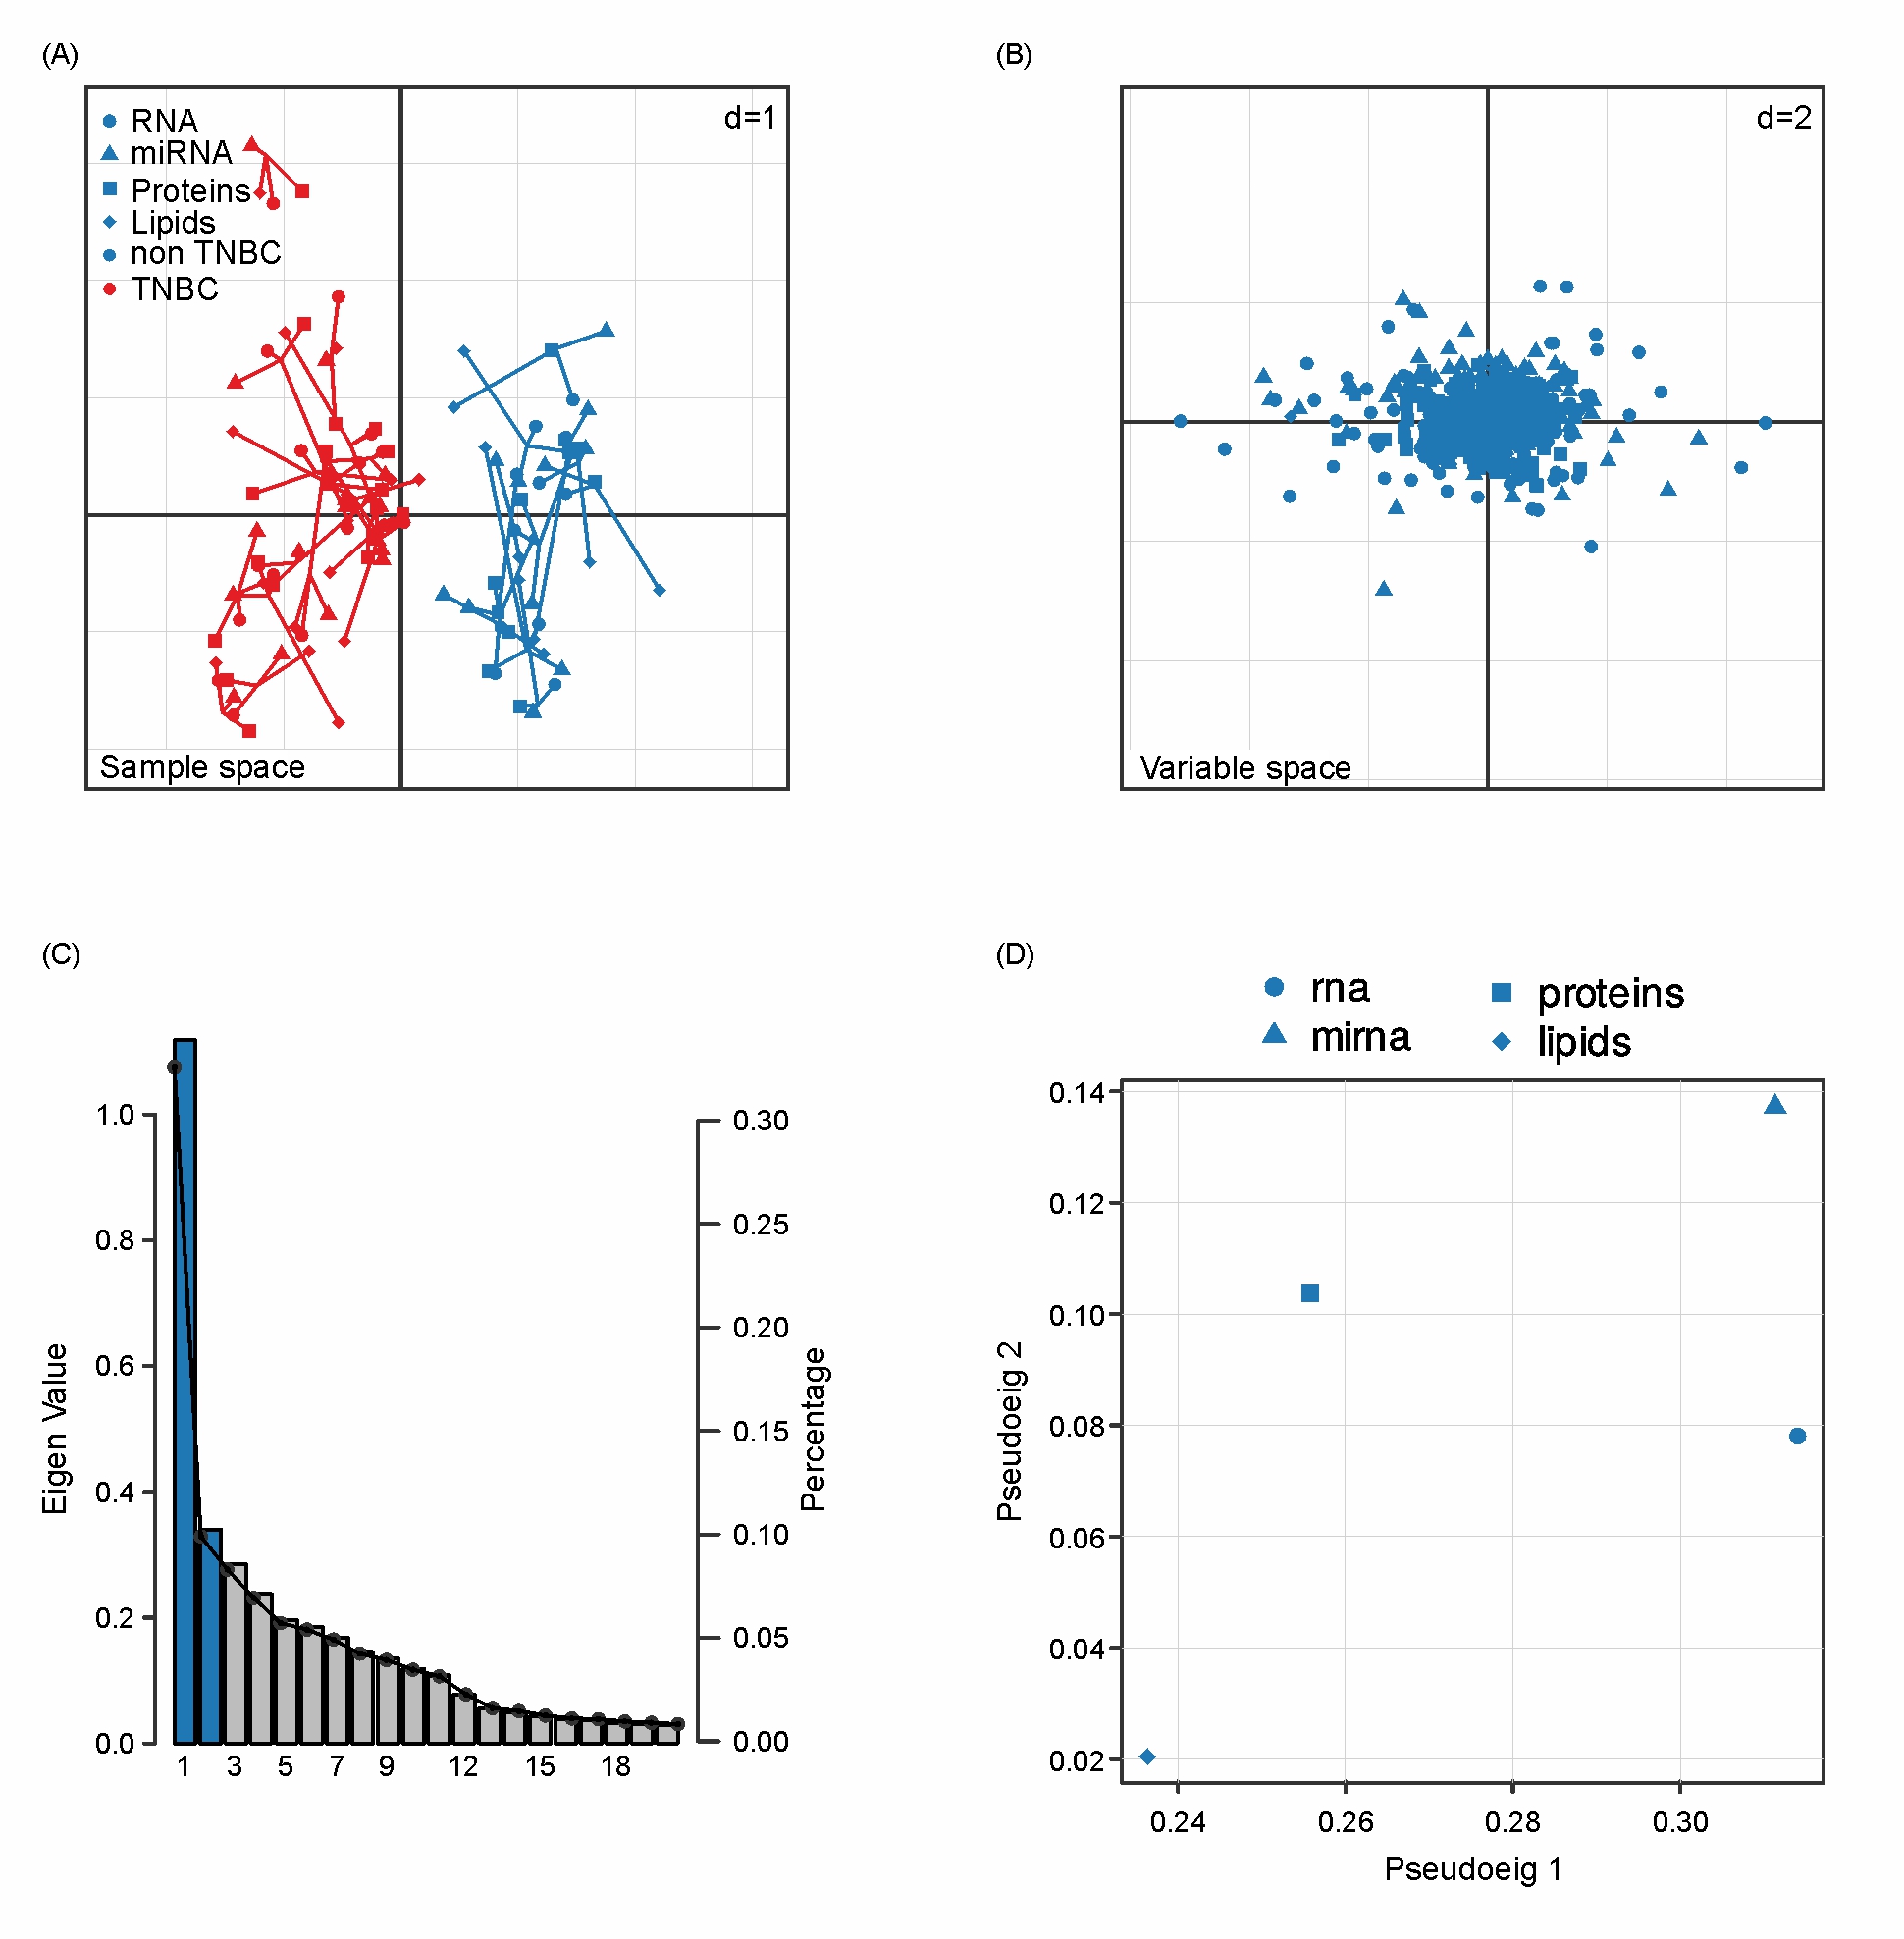 (A)
d=1
RNA
miRNA
Proteins
Lipids
non TNBC
TNBC
Sample space
(B)
d=2
Variable space
(C)
Eigen Value
1.0
0.8
0.6
0.4
0.2
0.0
1 3 5 7 9 12 15 18
0.30
0.25
0.20
0.15
0.10
0.05
0.00
Percentage
(D)
rna
mirna
proteins
lipids
Pseudoeig 2
0.14
0.12
0.10
0.08
0.06
0.04
0.02
0.24 0.26 0.28 0.30
Pseudoeig 1